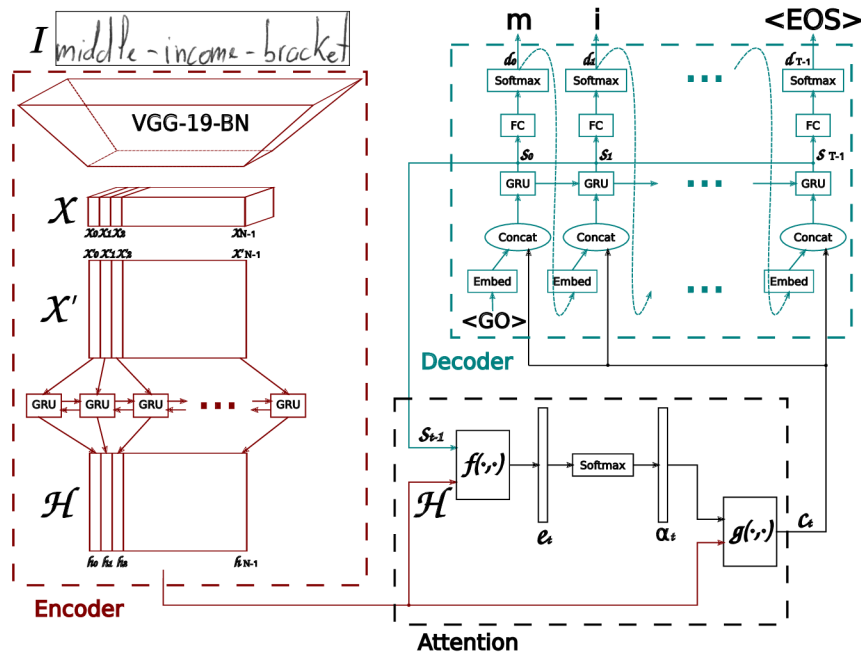 I middle-income-bracket
VGG-19-BN
X
x0 x1 x2 xN-1
x'0 x'1 x'2 x'N-1
X'
GRU GRU GRU ... GRU
H
h0 h1 h2 hN-1
Encoder
m i <EOS>
d0 d1 dT-1
Softmax Softmax ... Softmax
FC FC FC
S0 S1 ST-1
GRU GRU ... GRU
Concat Concat Concat
Embed Embed ... Embed
<GO>
Decoder
St-1
H
f(·,·)
et
Softmax
αt
g(·,·)
Ct
Attention